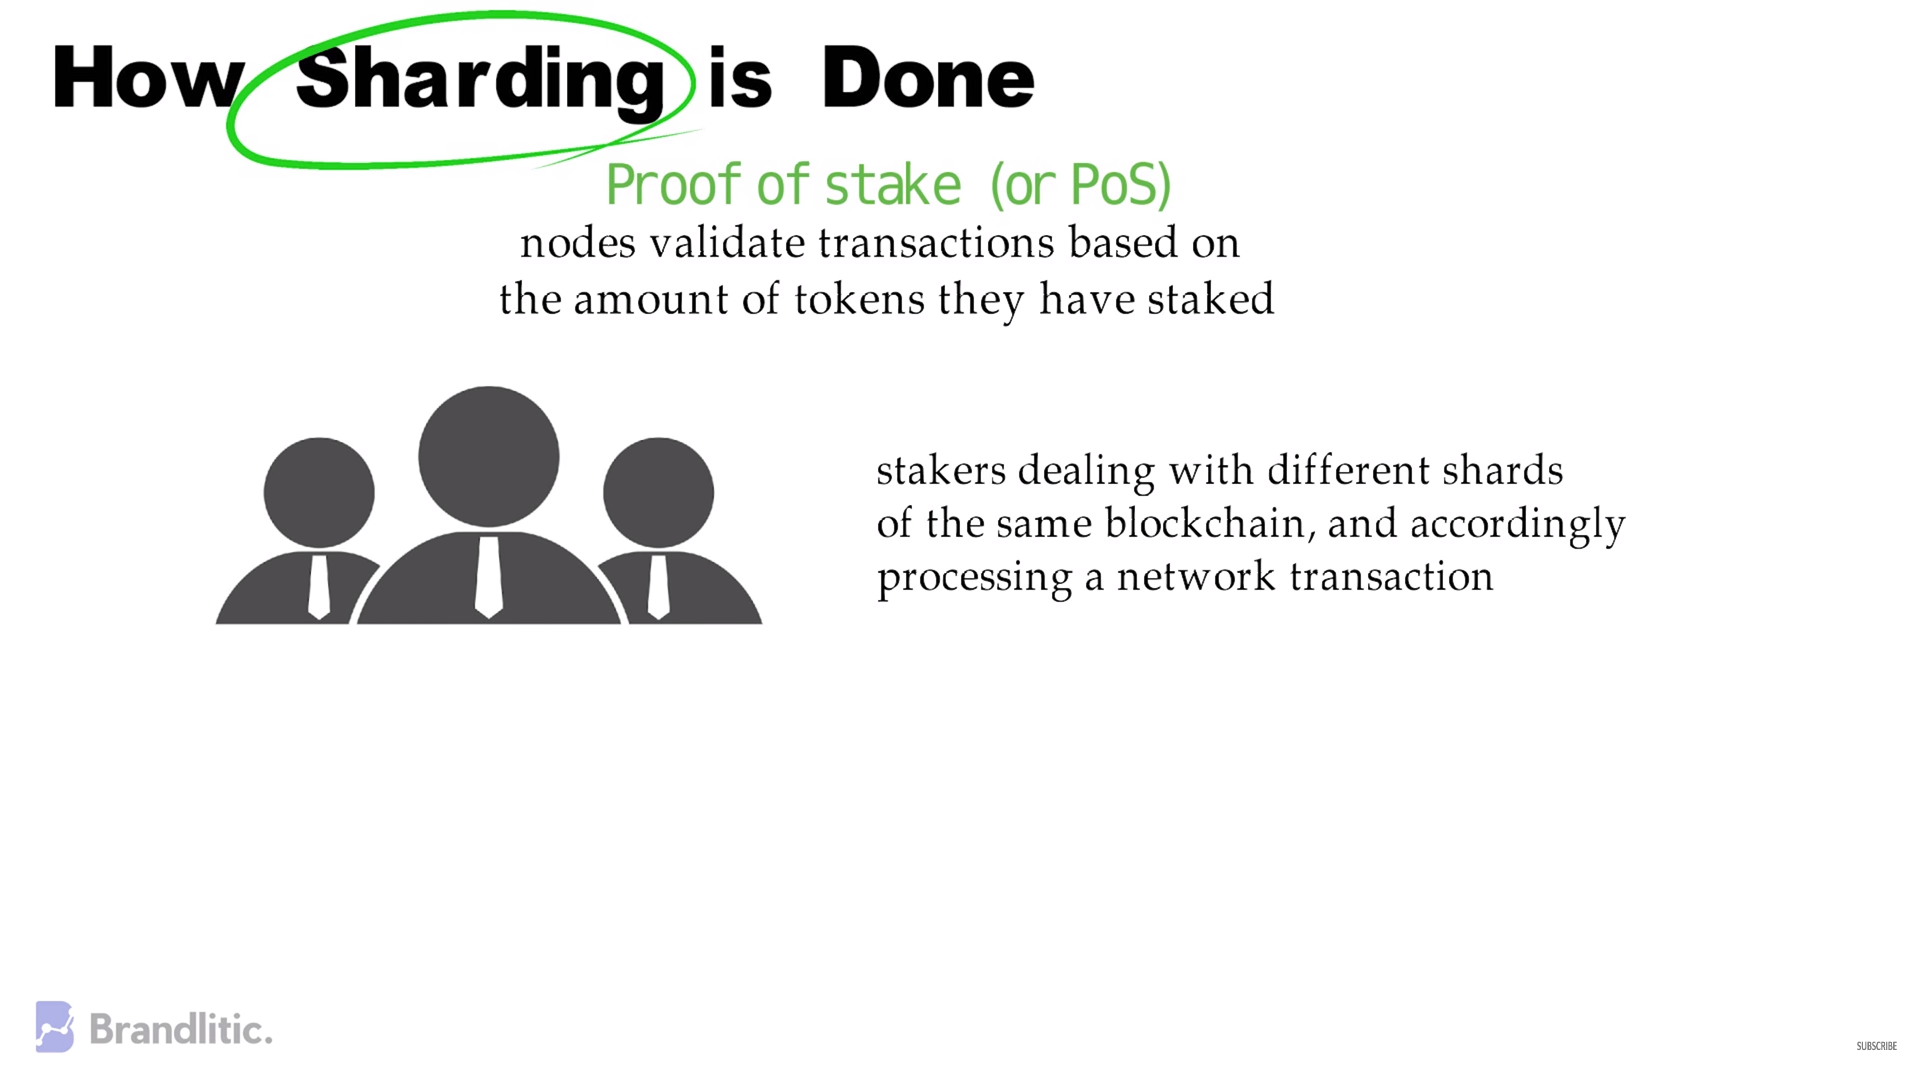 How Sharding is Done
Proof of stake (or PoS)
nodes validate transactions based on
the amount of tokens they have staked
stakers dealing with different shards
of the same blockchain, and accordingly
processing a network transaction
Brandlitic.
SUBSCRIBE